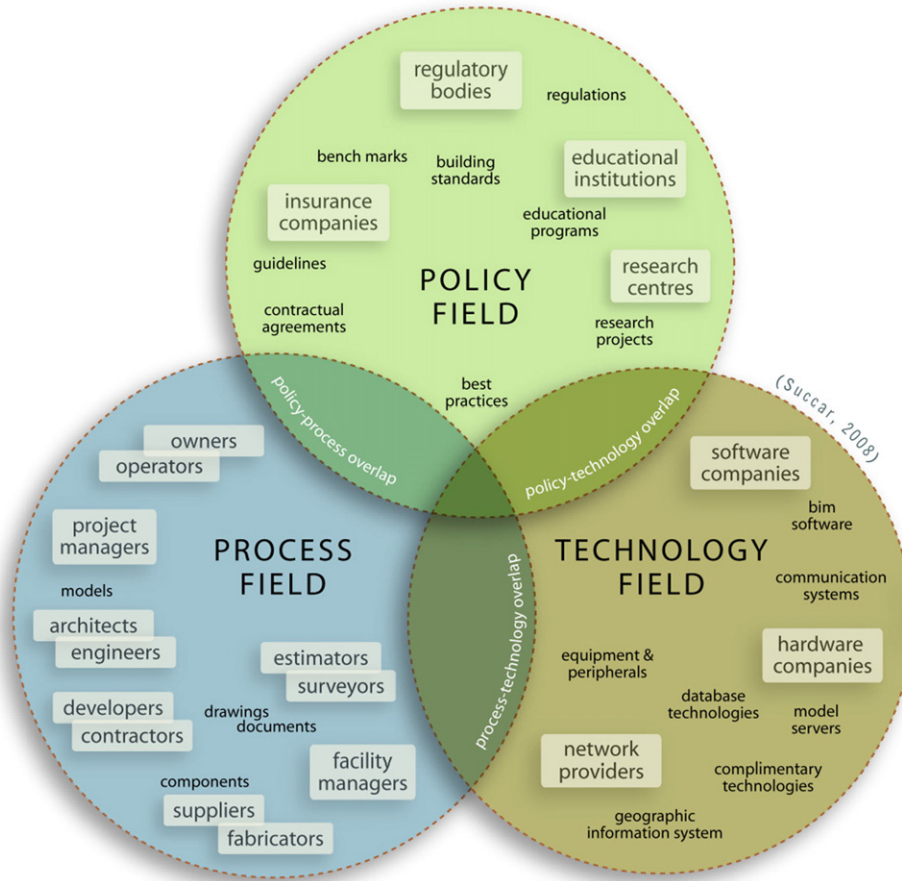 regulatory
bodies
regulations
bench marks
building
standards
educational
institutions
insurance
companies
educational
programs
guidelines
POLICY
FIELD
research
centres
contractual
agreements
research
projects
best
practices
policy-process overlap
policy-technology overlap
(Succar, 2008)
owners
operators
project
managers
PROCESS
FIELD
models
architects
engineers
estimators
surveyors
developers
contractors
drawings
documents
facility
managers
components
suppliers
fabricators
process-technology overlap
software
companies
bim
software
TECHNOLOGY
FIELD
communication
systems
equipment &
peripherals
hardware
companies
database
technologies
model
servers
network
providers
complimentary
technologies
geographic
information system